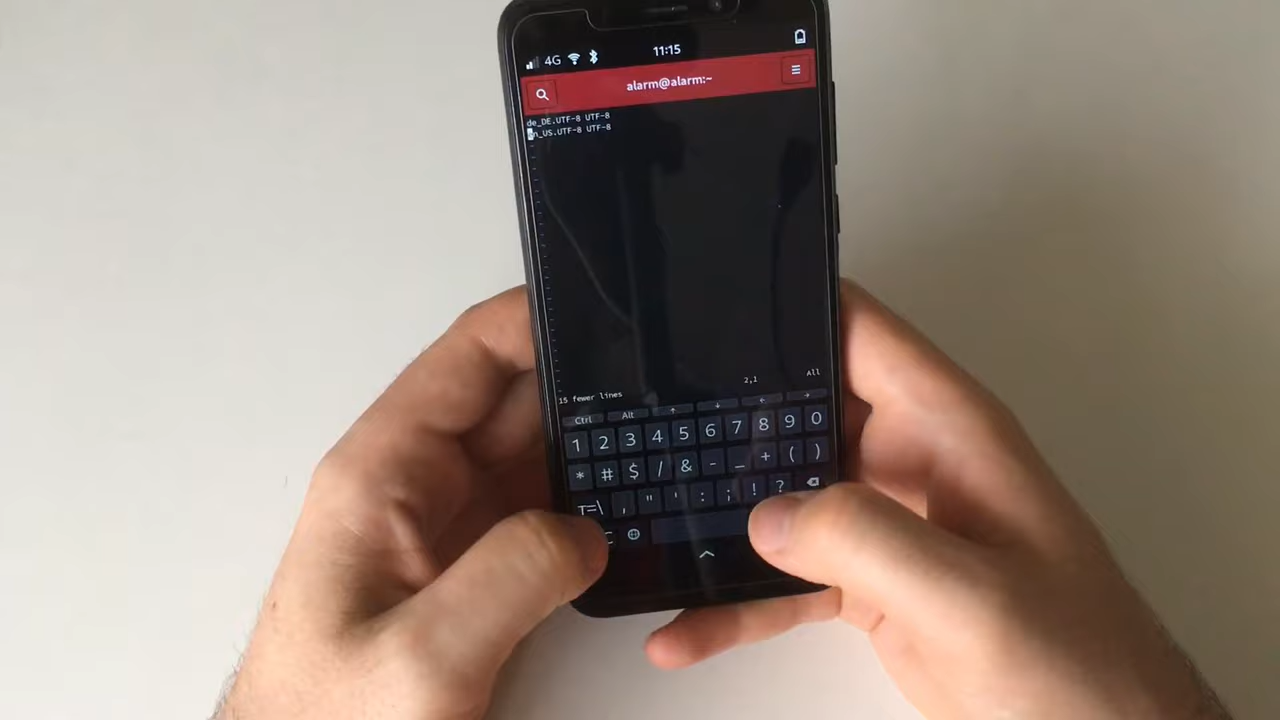 4G 11:15
alarm@alarm:~
de_DE.UTF-8 UTF-8
en_US.UTF-8 UTF-8
2,1 All
15 fewer lines
Ctrl Alt ↑ ↓ ← →
1 2 3 4 5 6 7 8 9 0
* # $ / & - _ + ( )
, " ' : ; ! ?